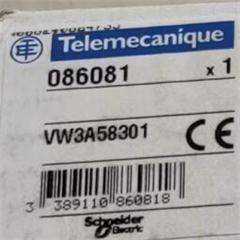 Telemecanique
086081 x 1
VW3A58301 CE
3 389110 860818
Schneider
Electric